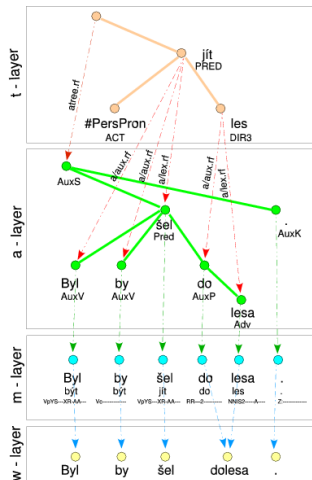 t - layer
jít
PRED
#PersPron
ACT
les
DIR3
atree.rf
a/aux.rf
a/aux.rf
a/lex.rf
a/aux.rf
a/lex.rf
a - layer
AuxS
šel
Pred
.
AuxK
Byl
AuxV
by
AuxV
do
AuxP
lesa
Adv
m - layer
Byl by šel do lesa .
být být jít do les .
w - layer
Byl by šel dolesa .